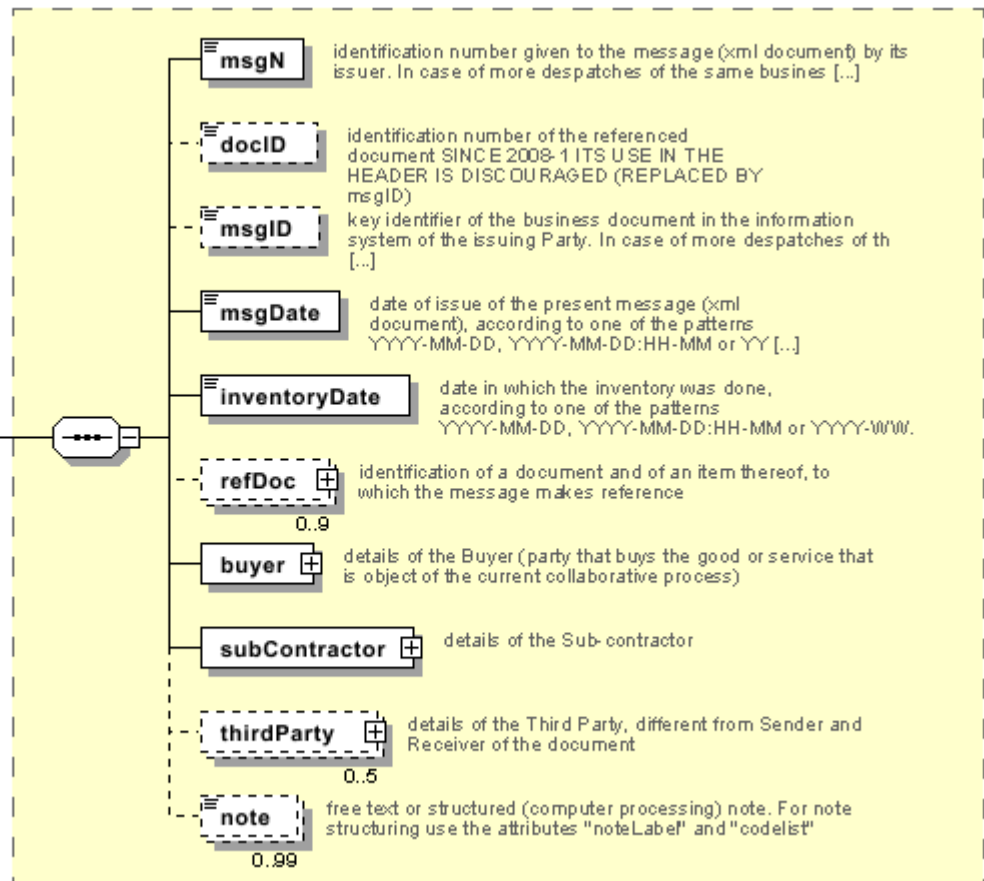 msgN
identification number given to the message (xml document) by its
issuer. In case of more despatches of the same busines [...]
docID
identification number of the referenced
document SINCE 2008-1 ITS USE IN THE
HEADER IS DISCOURAGED (REPLACED BY
msgID)
msgID
key identifier of the business document in the information
system of the issuing Party. In case of more despatches of th
[...]
msgDate
date of issue of the present message (xml
document), according to one of the patterns
YYYY-MM-DD, YYYY-MM-DD:HH-MM or YY [...]
inventoryDate
date in which the inventory was done,
according to one of the patterns
YYYY-MM-DD, YYYY-MM-DD:HH-MM or YYYY-WW.
refDoc
identification of a document and of an item thereof, to
which the message makes reference
0..9
buyer
details of the Buyer (party that buys the good or service that
is object of the current collaborative process)
subContractor
details of the Sub-contractor
thirdParty
details of the Third Party, different from Sender and
Receiver of the document
0..5
note
free text or structured (computer processing) note. For note
structuring use the attributes "noteLabel" and "codelist"
0..99